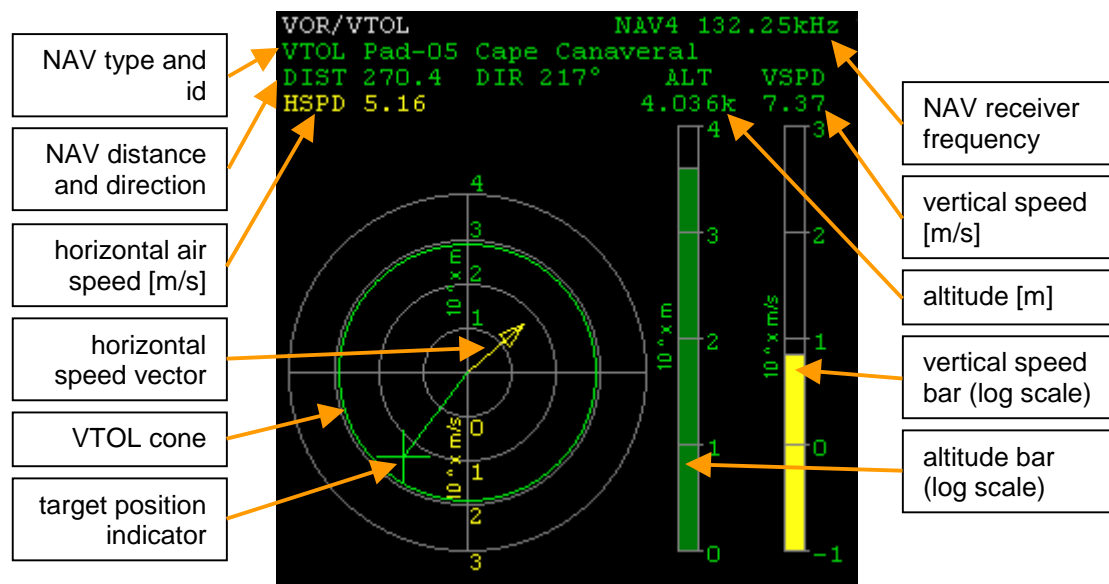 VOR/VTOL NAV4 132.25kHz
VTOL Pad-05 Cape Canaveral
DIST 270.4 DIR 217° ALT VSPD
HSPD 5.16 4.036k 7.37
4
3
2
1
10^x m
0
1
2
3
10^x m/s
4
3
2
1
0
10^x m
3
2
1
0
-1
10^x m/s
NAV type and
id
NAV distance
and direction
horizontal air
speed [m/s]
horizontal
speed vector
VTOL cone
target position
indicator
NAV receiver
frequency
vertical speed
[m/s]
altitude [m]
vertical speed
bar (log scale)
altitude bar
(log scale)